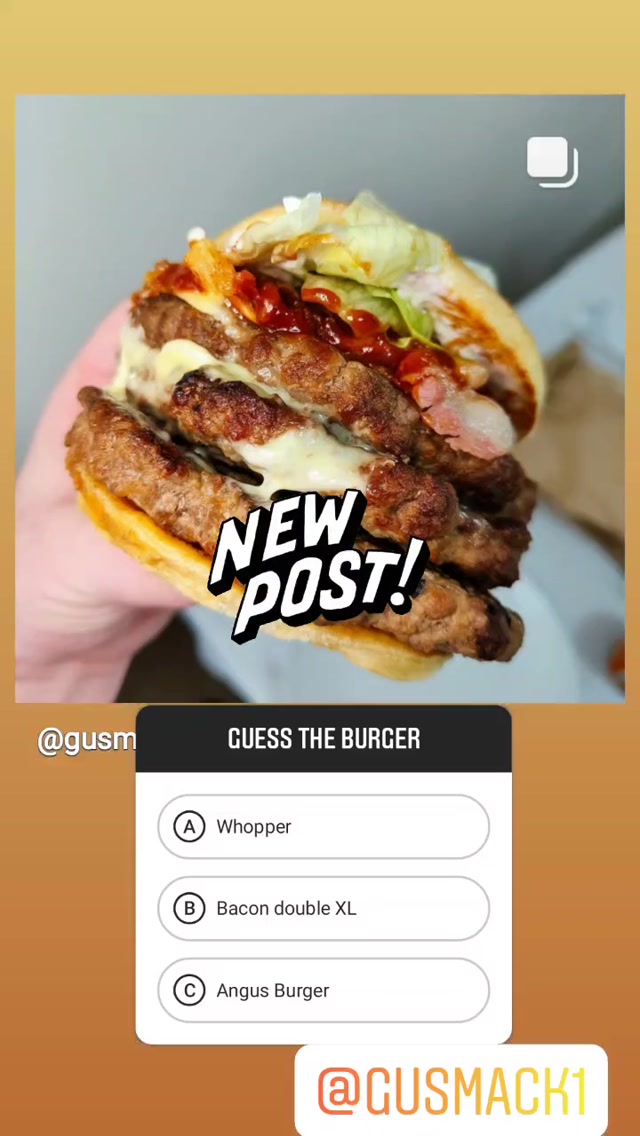 NEW
POST!
@gusm
GUESS THE BURGER
A Whopper
B Bacon double XL
C Angus Burger
@GUSMACK1